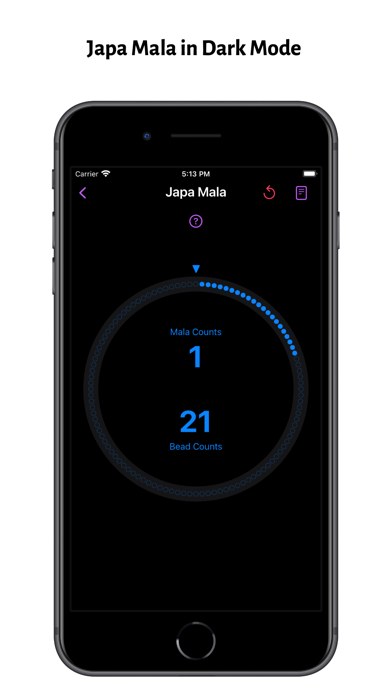 Japa Mala in Dark Mode
Carrier 5:13 PM
Japa Mala
?
Mala Counts
1
21
Bead Counts